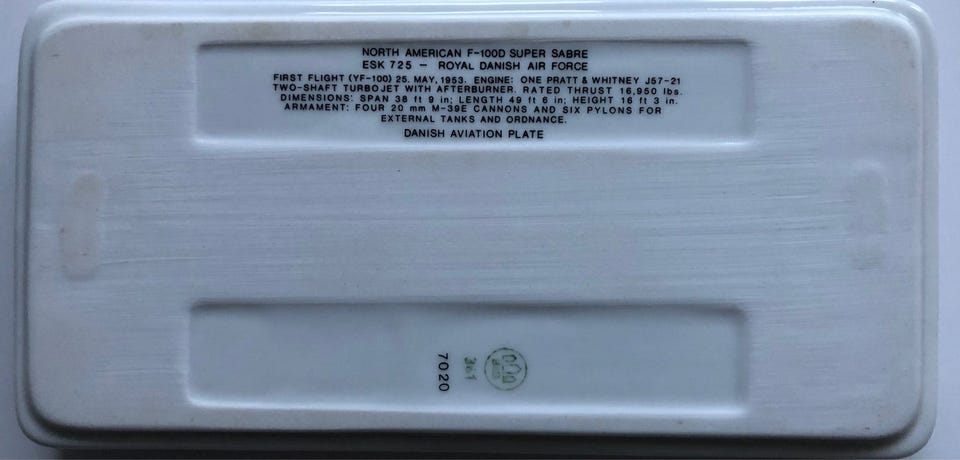 NORTH AMERICAN F-100D SUPER SABRE
ESK 725 - ROYAL DANISH AIR FORCE
FIRST FLIGHT (YF-100) 25. MAY, 1953. ENGINE: ONE PRATT & WHITNEY J57-21
TWO-SHAFT TURBOJET WITH AFTERBURNER. RATED THRUST 16,950 lbs.
DIMENSIONS: SPAN 38 ft 9 in; LENGTH 49 ft 6 in; HEIGHT 16 ft 3 in.
ARMAMENT: FOUR 20 mm M-39E CANNONS AND SIX PYLONS FOR
EXTERNAL TANKS AND ORDNANCE.
DANISH AVIATION PLATE
361
7020